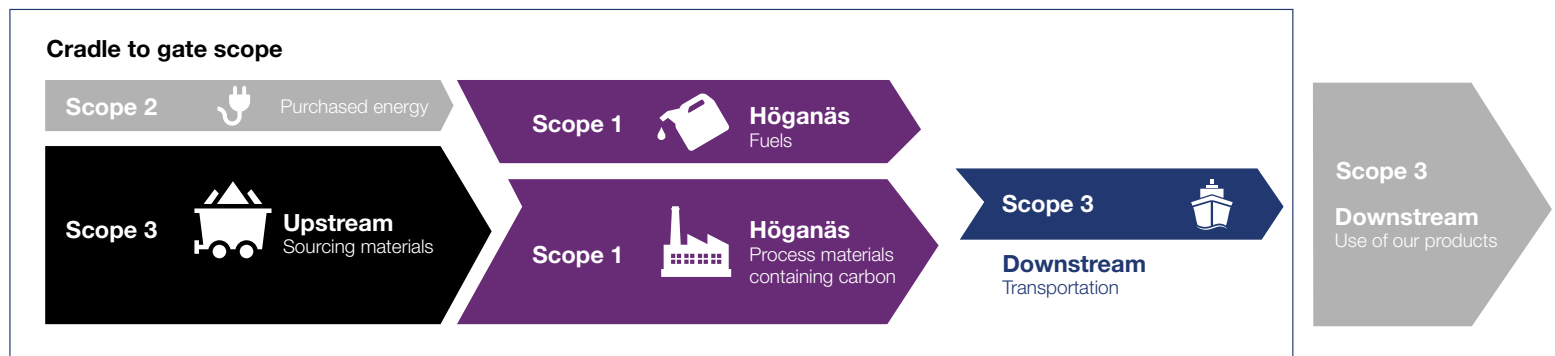 Cradle to gate scope
Scope 2
Purchased energy
Scope 3
Upstream
Sourcing materials
Scope 1
Höganäs
Fuels
Scope 1
Höganäs
Process materials
containing carbon
Scope 3
Downstream
Transportation
Scope 3
Downstream
Use of our products